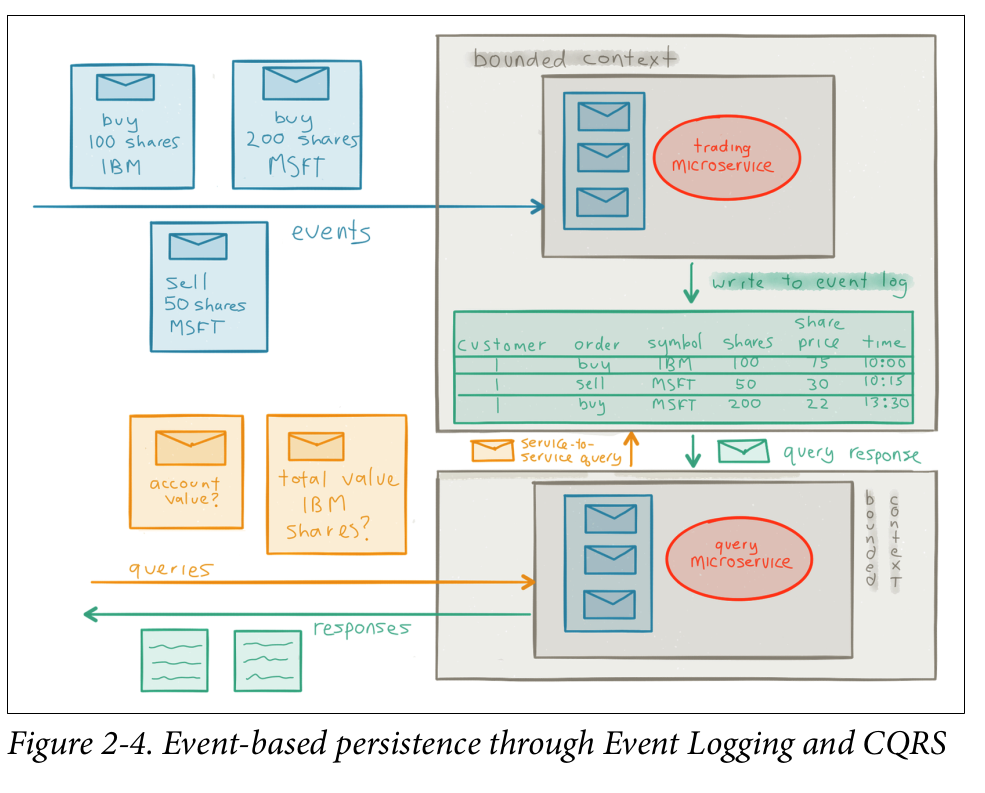 bounded context
buy
100 shares
IBM
buy
200 shares
MSFT
trading
microservice
events
sell
50 shares
MSFT
write to event log
customer order symbol shares share price time
1 buy IBM 100 75 10:00
1 sell MSFT 50 30 10:15
1 buy MSFT 200 22 13:30
service-to-
service query
query response
account
value?
total value
IBM
shares?
queries
query
microservice
bounded
context
responses
Figure 2-4. Event-based persistence through Event Logging and CQRS